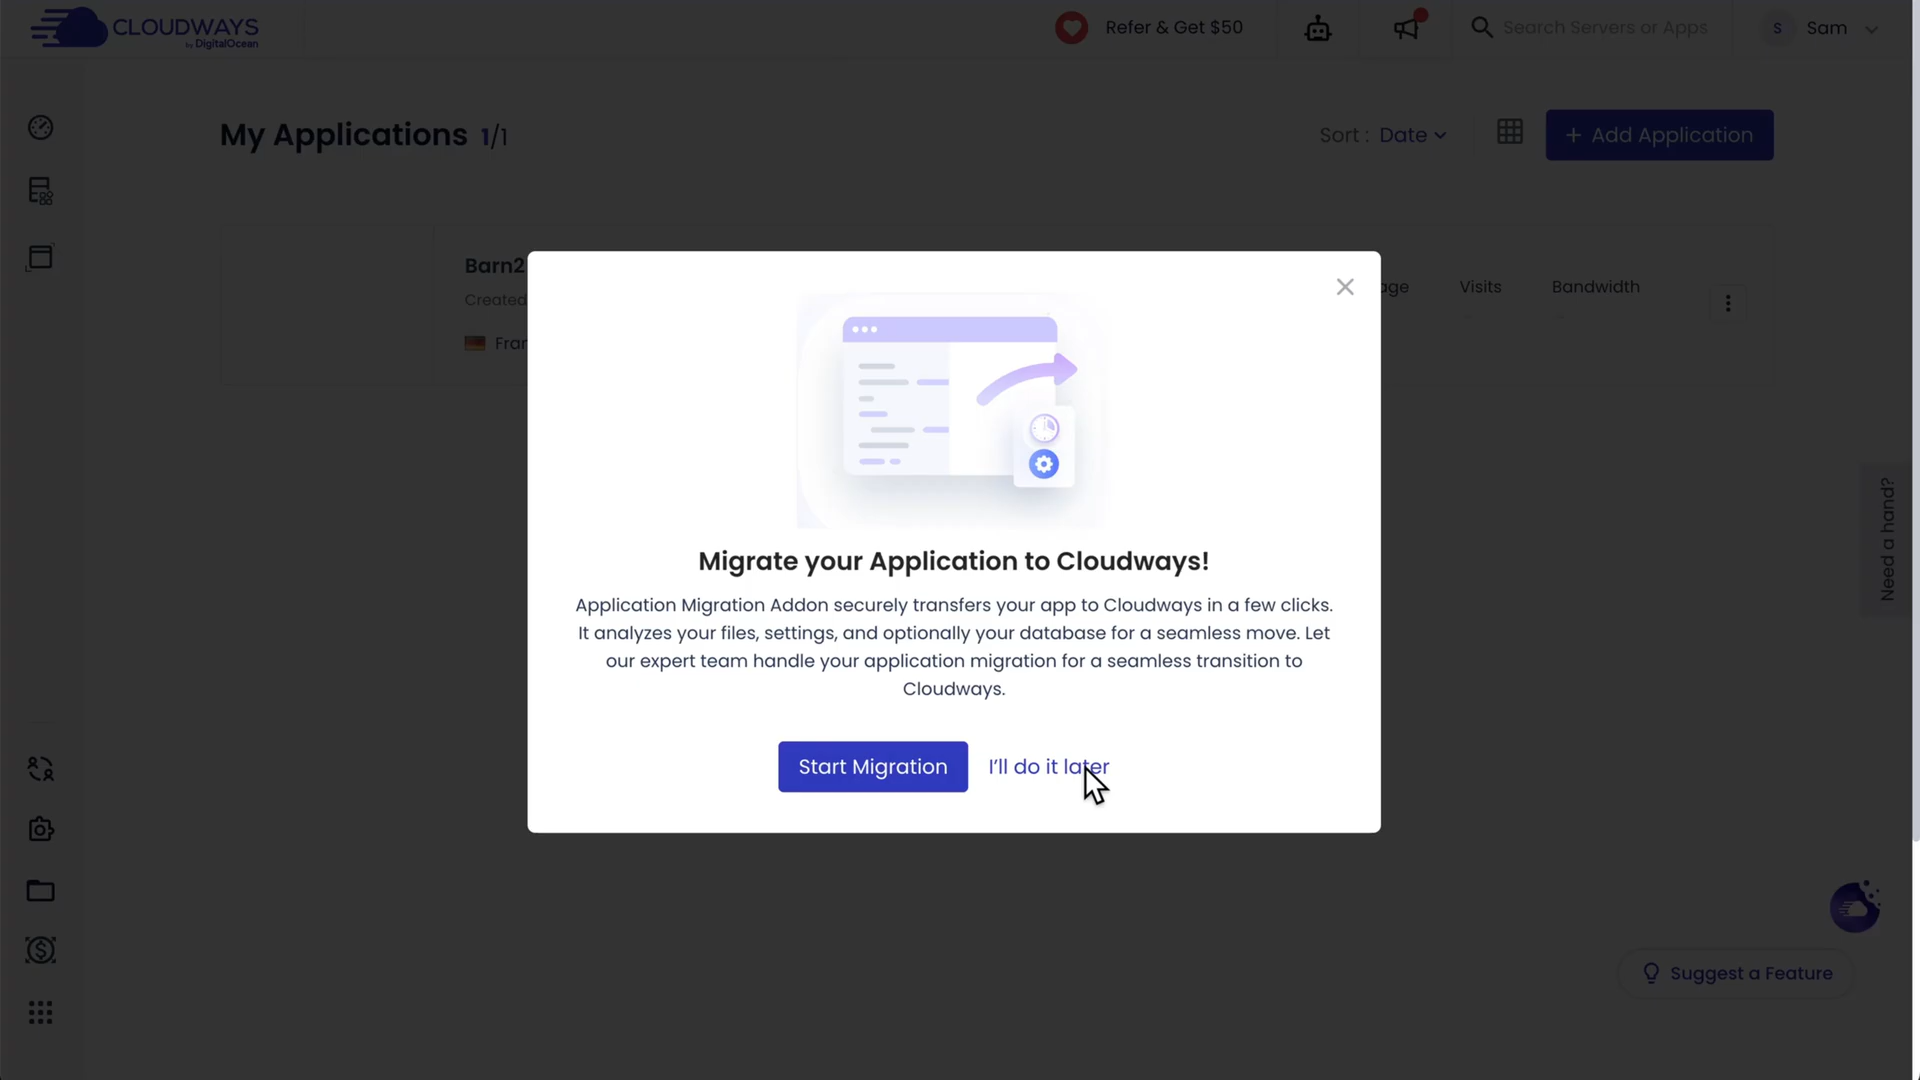 CLOUDWAYS
by DigitalOcean
Refer & Get $50
Search Servers or Apps
S
Sam
My Applications 1/1
Sort : Date
+ Add Application
Barn2
Created
Visits
Bandwidth
Migrate your Application to Cloudways!
Application Migration Addon securely transfers your app to Cloudways in a few clicks.
It analyzes your files, settings, and optionally your database for a seamless move. Let
our expert team handle your application migration for a seamless transition to
Cloudways.
Start Migration
I'll do it later
Need a hand?
Suggest a Feature